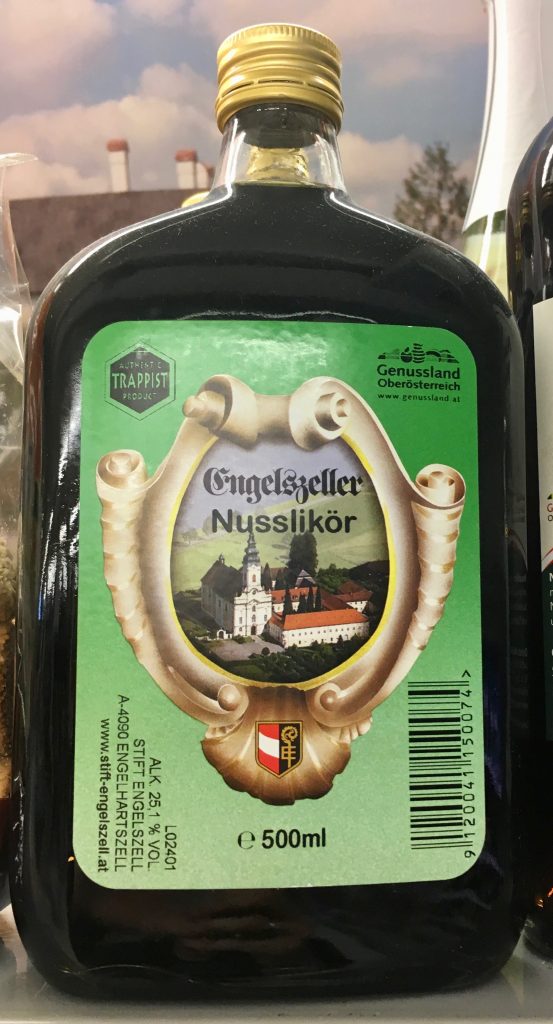 AUTHENTIC
TRAPPIST
PRODUCT
Genussland
Oberösterreich
www.genussland.at
Engelszeller
Nusslikör
L02401
ALK. 25,1 % VOL.
STIFT ENGELSZELL
A-4090 ENGELHARTSZELL
www.stift-engelszell.at
℮ 500ml
9 120041 150074 >